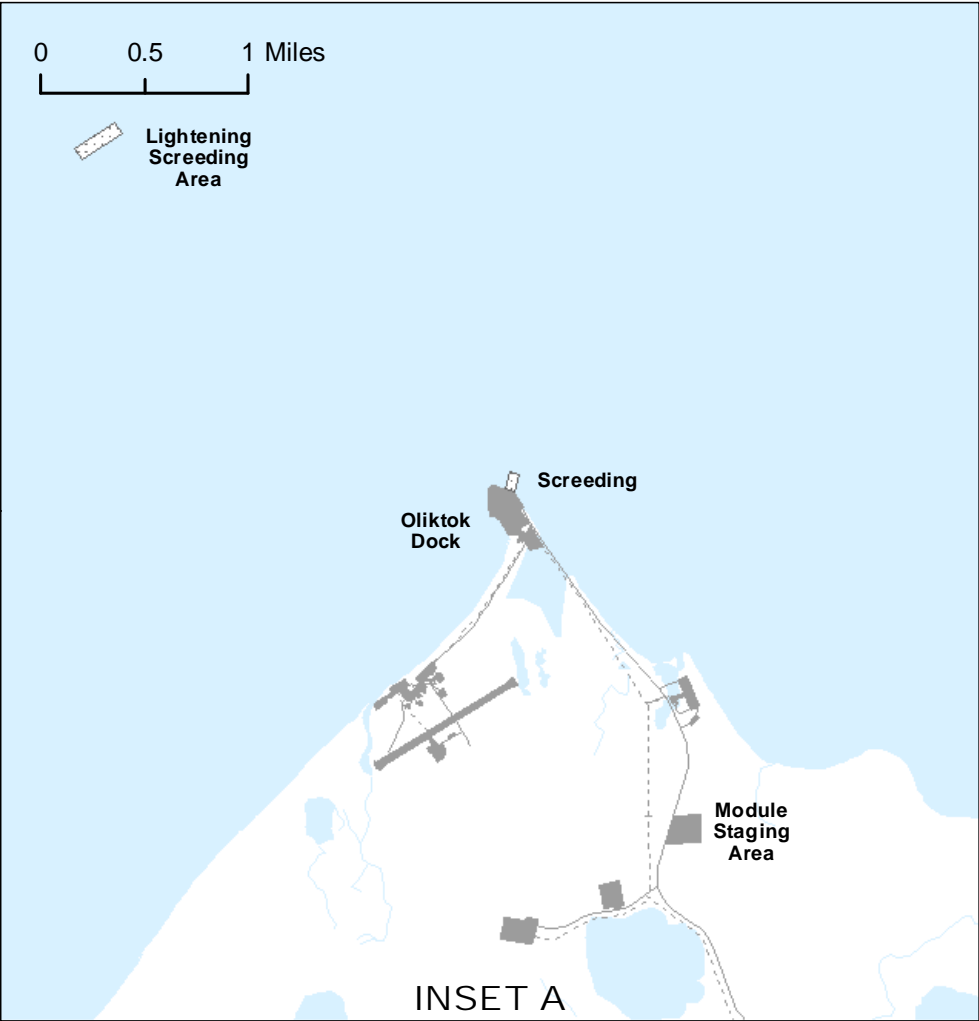 0 0.5 1 Miles
Lightening
Screeding
Area
Screeding
Oliktok
Dock
Module
Staging
Area
INSET A